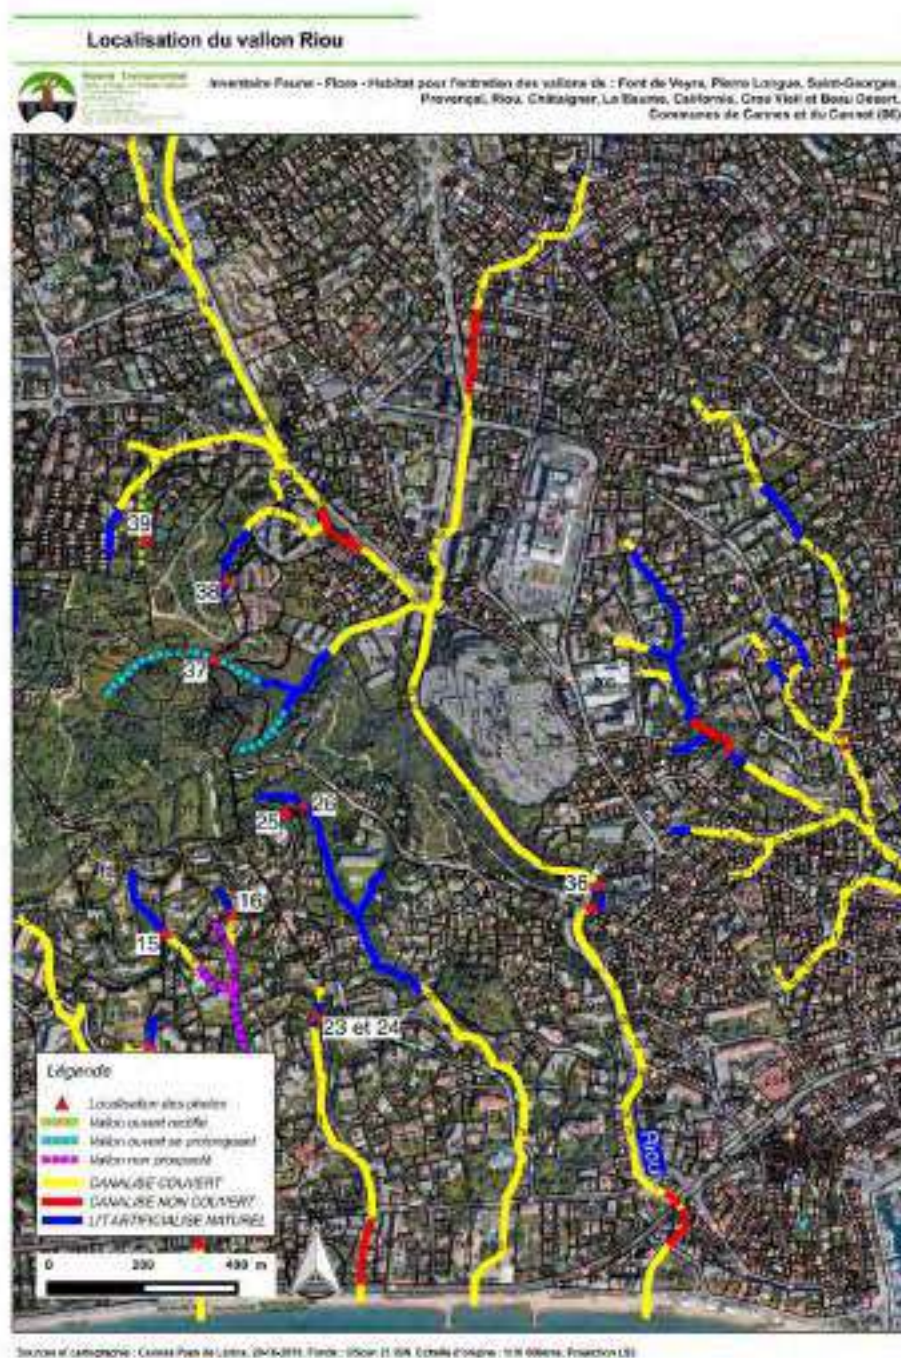 Localisation du vallon Riou
Inventaire Faune - Flore - Habitat pour l'entretien des vallons de : Font de Veyre, Pierre Longue, Saint-Georges,
Provençal, Riou, Châtaigner, La Baume, Californie, Gros Vieil et Beau Désert.
Communes de Cannes et du Cannet (06)
39
38
37
26
25
36
16
15
23 et 24
Riou
Légende
Localisation des photos
Vallon ouvert rectifié
Vallon ouvert se prolongeant
Vallon non prospecté
CANALISE COUVERT
CANALISE NON COUVERT
LIT ARTIFICIALISE NATUREL
0 200 400 m